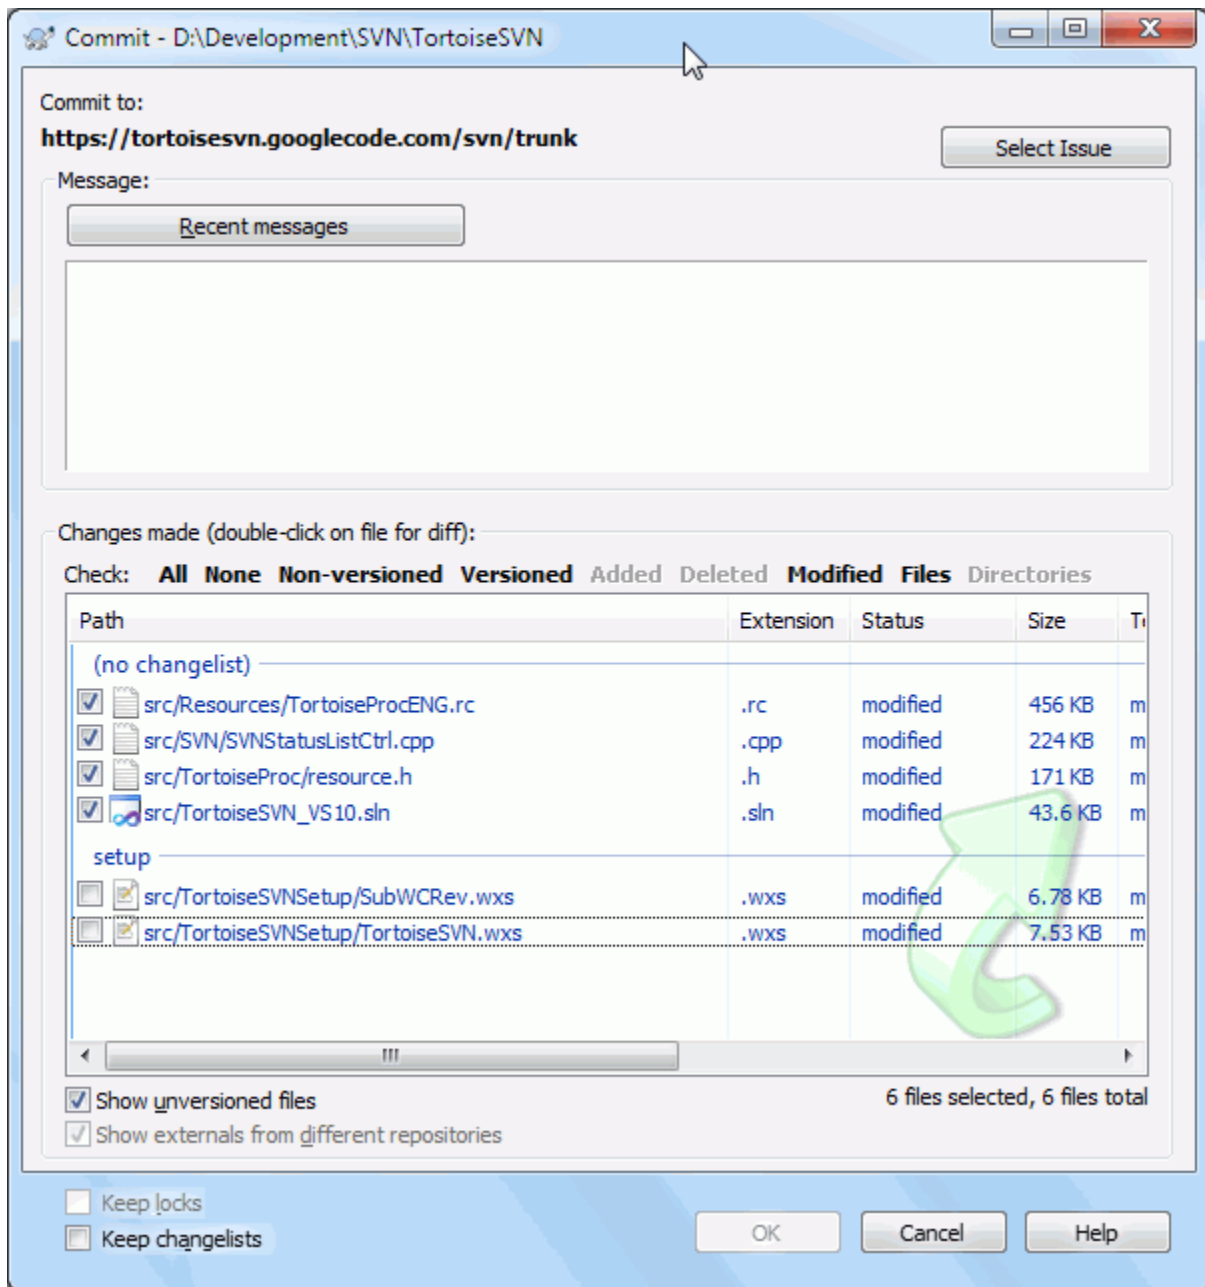 Commit - D:\Development\SVN\TortoiseSVN
Commit to:
https://tortoisesvn.googlecode.com/svn/trunk
Select Issue
Message:
Recent messages
Changes made (double-click on file for diff):
Check: All None Non-versioned Versioned Added Deleted Modified Files Directories
Path Extension Status Size
(no changelist)
src/Resources/TortoiseProcENG.rc .rc modified 456 KB m
src/SVN/SVNStatusListCtrl.cpp .cpp modified 224 KB m
src/TortoiseProc/resource.h .h modified 171 KB m
src/TortoiseSVN_VS10.sln .sln modified 43.6 KB m
setup
src/TortoiseSVNSetup/SubWCRev.wxs .wxs modified 6.78 KB m
src/TortoiseSVNSetup/TortoiseSVN.wxs .wxs modified 7.53 KB m
Show unversioned files
6 files selected, 6 files total
Show externals from different repositories
Keep locks
Keep changelists
OK Cancel Help